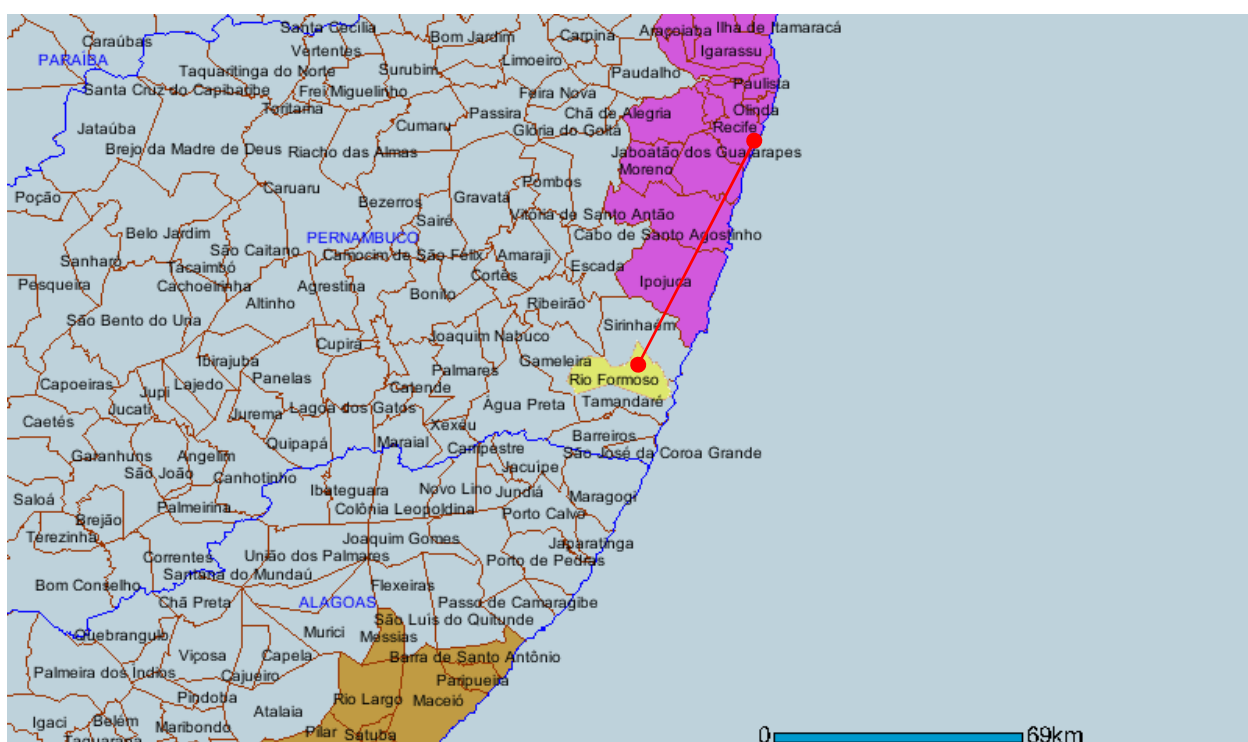 Santa Cecília
Caraúbas
Bom Jardim
Carpina
Araçoiaba
Ilha de Itamaracá
PARAÍBA
Vertentes
Igarassu
Taquaritinga do Norte
Surubim
Limoeiro
Paudalho
Santa Cruz do Capibaribe
Frei Miguelinho
Feira Nova
Paulista
Toritama
Passira
Chã de Alegria
Olinda
Jataúba
Cumaru
Glória do Goitá
Recife
Brejo da Madre de Deus
Riacho das Almas
Jaboatão dos Guararapes
Moreno
Poção
Caruaru
Bezerros
Gravatá
Pombos
Sairé
Vitória de Santo Antão
Belo Jardim
PERNAMBUCO
Cabo de Santo Agostinho
São Caitano
Camocim de São Félix
Amaraji
Sanharó
Tacaimbó
Cortês
Escada
Pesqueira
Cachoeirinha
Agrestina
Bonito
Ipojuca
Altinho
Ribeirão
São Bento do Una
Sirinhaém
Cupira
Joaquim Nabuco
Ibirajuba
Gameleira
Capoeiras
Jupi
Lajedo
Panelas
Catende
Palmares
Rio Formoso
Jucati
Jurema
Lagoa dos Gatos
Água Preta
Tamandaré
Caetés
Xexéu
Quipapá
Maraial
Campestre
Barreiros
Garanhuns
Angelim
São José da Coroa Grande
São João
Canhotinho
Jacuípe
Saloá
Ibateguara
Novo Lino
Jundiá
Maragogi
Brejão
Palmeirina
Colônia Leopoldina
Porto Calvo
Terezinha
Joaquim Gomes
Japaratinga
Correntes
União dos Palmares
Porto de Pedras
Bom Conselho
Santana do Mundaú
Flexeiras
Chã Preta
ALAGOAS
Passo de Camaragibe
São Luís do Quitunde
Quebrangulo
Murici
Messias
Viçosa
Capela
Barra de Santo Antônio
Palmeira dos Índios
Cajueiro
Paripueira
Pindoba
Rio Largo
Maceió
Atalaia
Igaci
Belém
Maribondo
Pilar
Satuba
Taquarana
0
69km